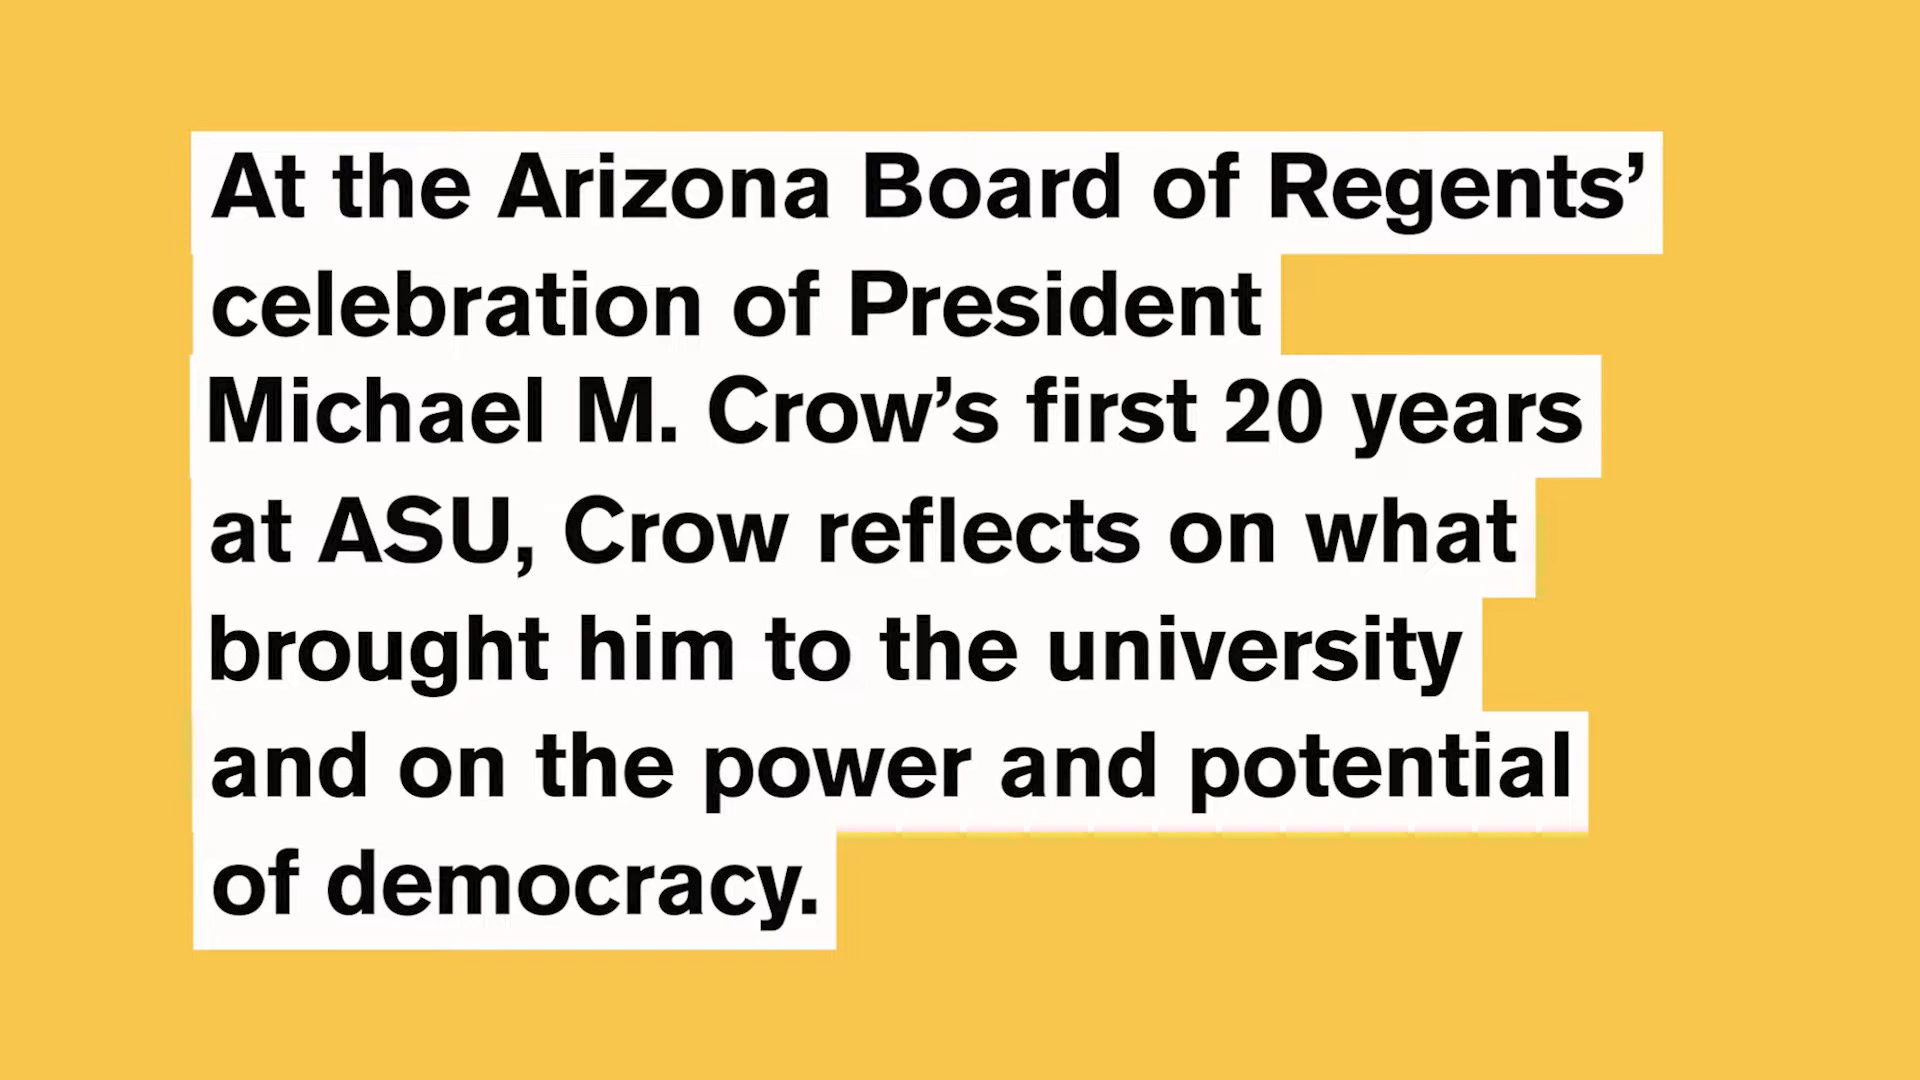 At the Arizona Board of Regents’
celebration of President
Michael M. Crow’s first 20 years
at ASU, Crow reflects on what
brought him to the university
and on the power and potential
of democracy.